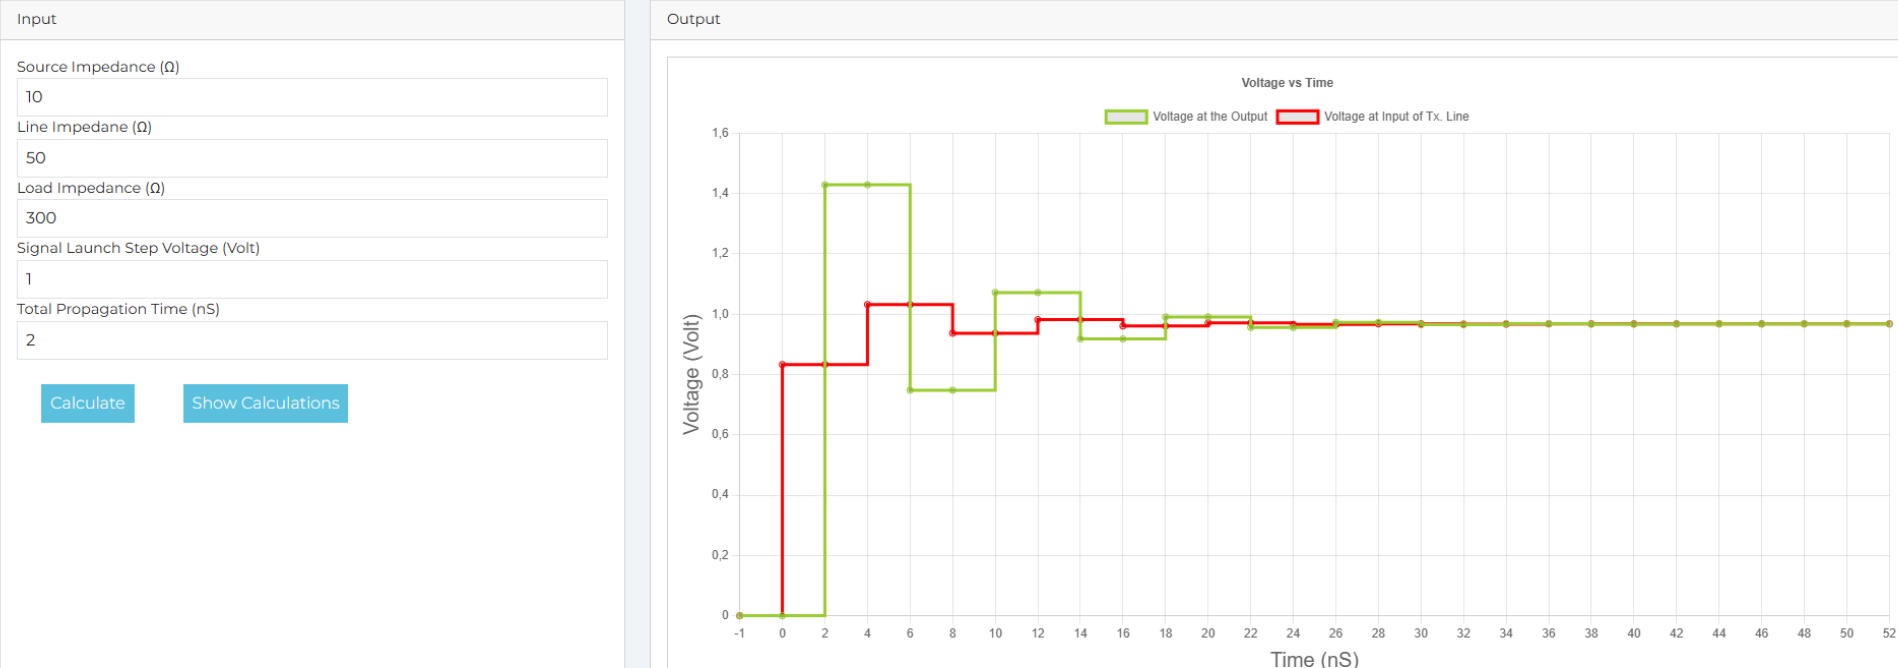 Input
Source Impedance (Ω)
10
Line Impedane (Ω)
50
Load Impedance (Ω)
300
Signal Launch Step Voltage (Volt)
1
Total Propagation Time (nS)
2
Calculate Show Calculations
Output
Voltage vs Time
Voltage at the Output Voltage at Input of Tx. Line
Voltage (Volt)
1,6
1,4
1,2
1,0
0,8
0,6
0,4
0,2
0
-1 0 2 4 6 8 10 12 14 16 18 20 22 24 26 28 30 32 34 36 38 40 42 44 46 48 50 52
Time (nS)